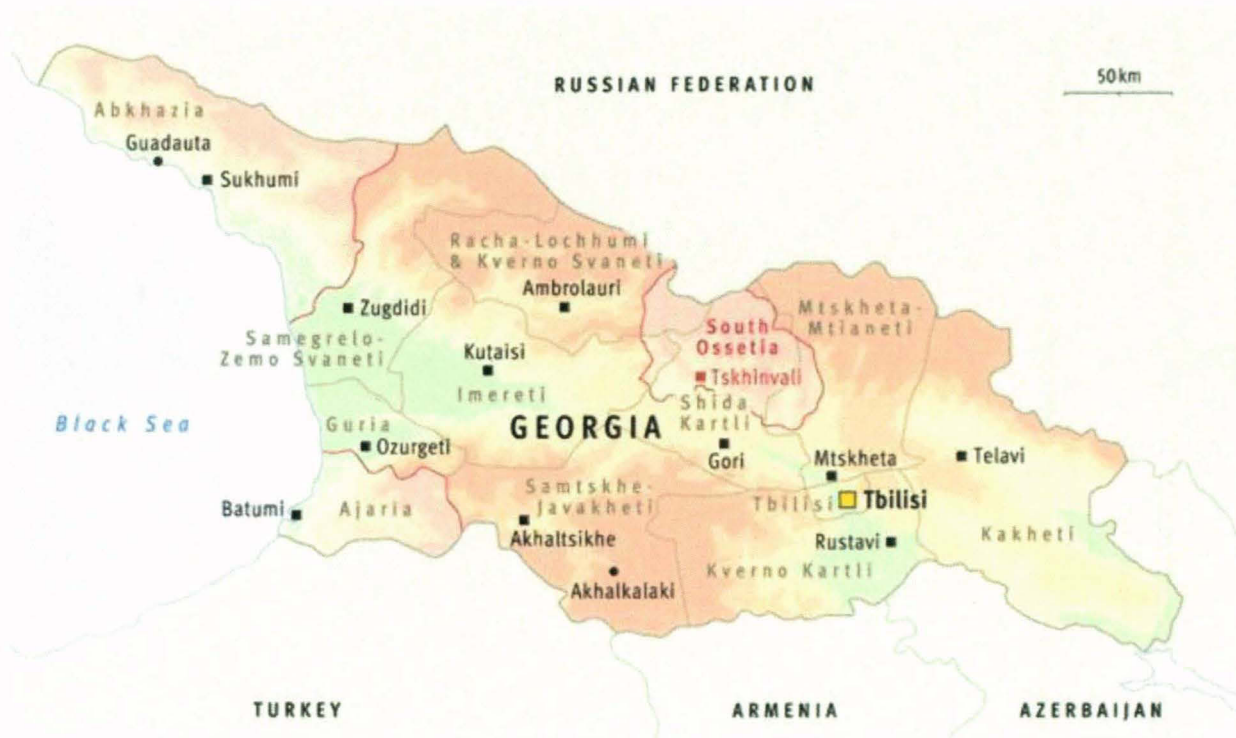 RUSSIAN FEDERATION
50km
Abkhazia
Guadauta
Sukhumi
Racha-Lochhumi
& Kverno Svaneti
Ambrolauri
Zugdidi
Samegrelo-
Zemo Svaneti
Kutaisi
Imereti
South
Ossetia
Tskhinvali
Mtskheta-
Mtianeti
Shida
Kartli
Black Sea
Guria
Ozurgeti
GEORGIA
Gori
Mtskheta
Telavi
Batumi
Ajaria
Samtskhe-
Javakheti
Akhaltsikhe
Akhalkalaki
Tbilisi
Tbilisi
Rustavi
Kverno Kartli
Kakheti
TURKEY
ARMENIA
AZERBAIJAN